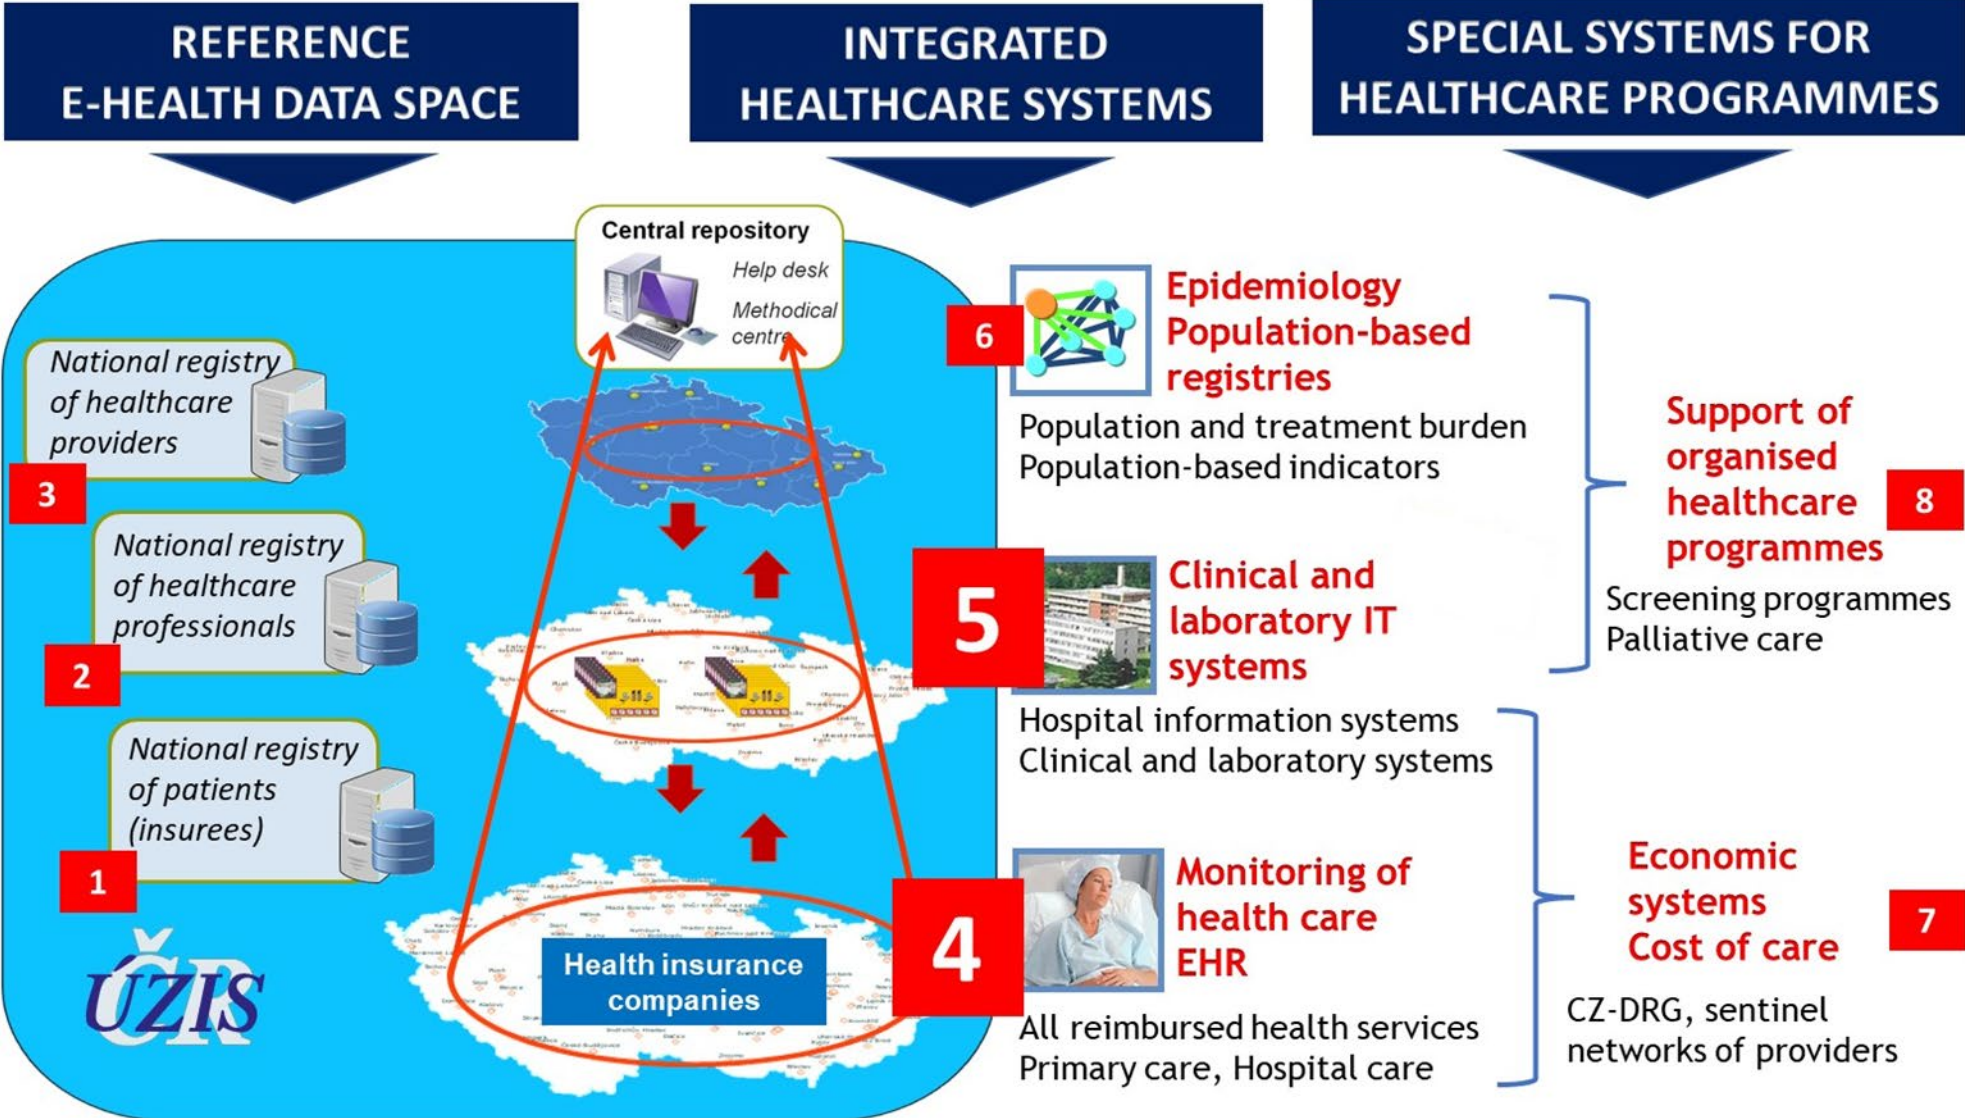 REFERENCE
E-HEALTH DATA SPACE
INTEGRATED
HEALTHCARE SYSTEMS
SPECIAL SYSTEMS FOR
HEALTHCARE PROGRAMMES
Central repository
Help desk
Methodical
centre
National registry
of healthcare
providers
3
National registry
of healthcare
professionals
2
National registry
of patients
(insurees)
1
ÚZIS
ČR
Health insurance
companies
6
Epidemiology
Population-based
registries
Population and treatment burden
Population-based indicators
5
Clinical and
laboratory IT
systems
Hospital information systems
Clinical and laboratory systems
4
Monitoring of
health care
EHR
All reimbursed health services
Primary care, Hospital care
Support of
organised
healthcare
programmes
8
Screening programmes
Palliative care
Economic
systems
Cost of care
7
CZ-DRG, sentinel
networks of providers